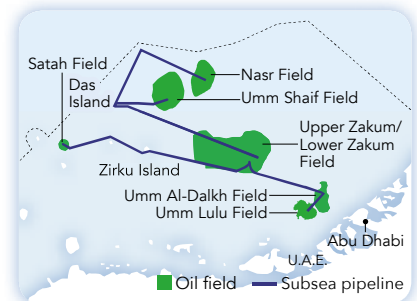 Satah Field
Das
Island
Nasr Field
Umm Shaif Field
Upper Zakum/
Lower Zakum
Field
Zirku Island
Umm Al-Dalkh Field
Umm Lulu Field
Abu Dhabi
U.A.E.
Oil field
Subsea pipeline